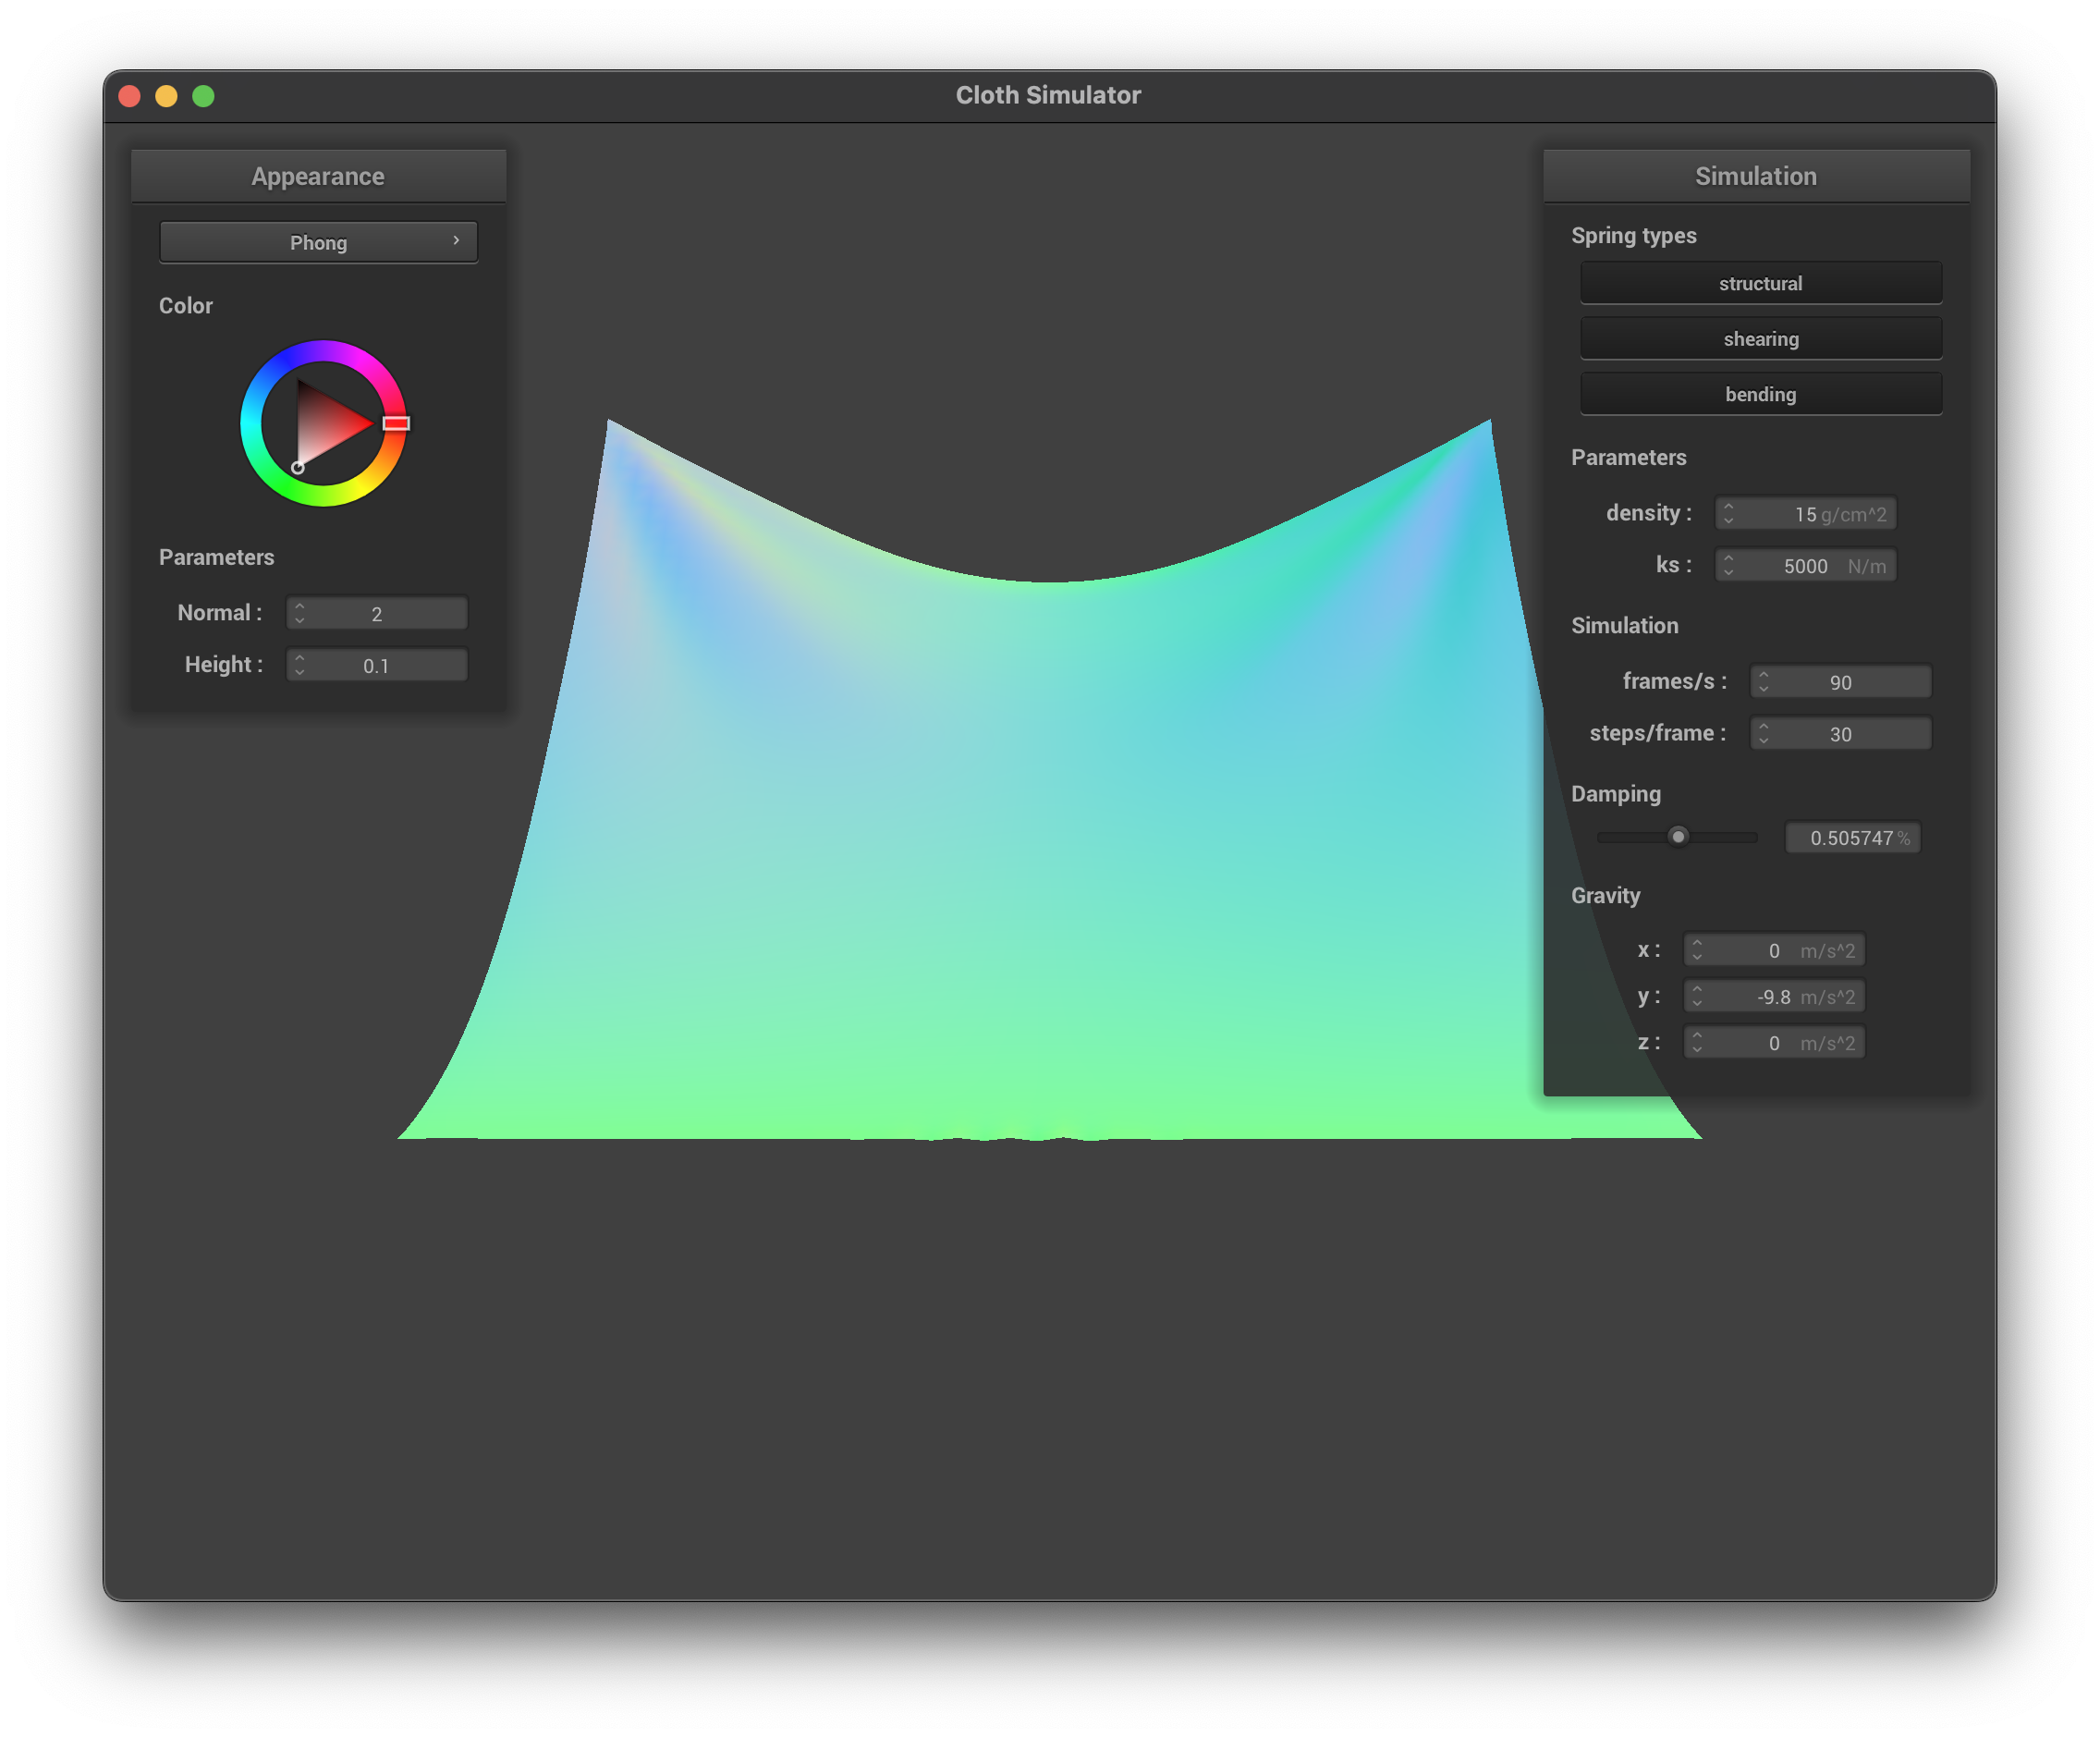 Cloth Simulator
Appearance
Phong
Color
Parameters
Normal : 2
Height : 0.1
Simulation
Spring types
structural
shearing
bending
Parameters
density : 15 g/cm^2
ks : 5000 N/m
Simulation
frames/s : 90
steps/frame : 30
Damping
0.505747 %
Gravity
x : 0 m/s^2
y : -9.8 m/s^2
z : 0 m/s^2